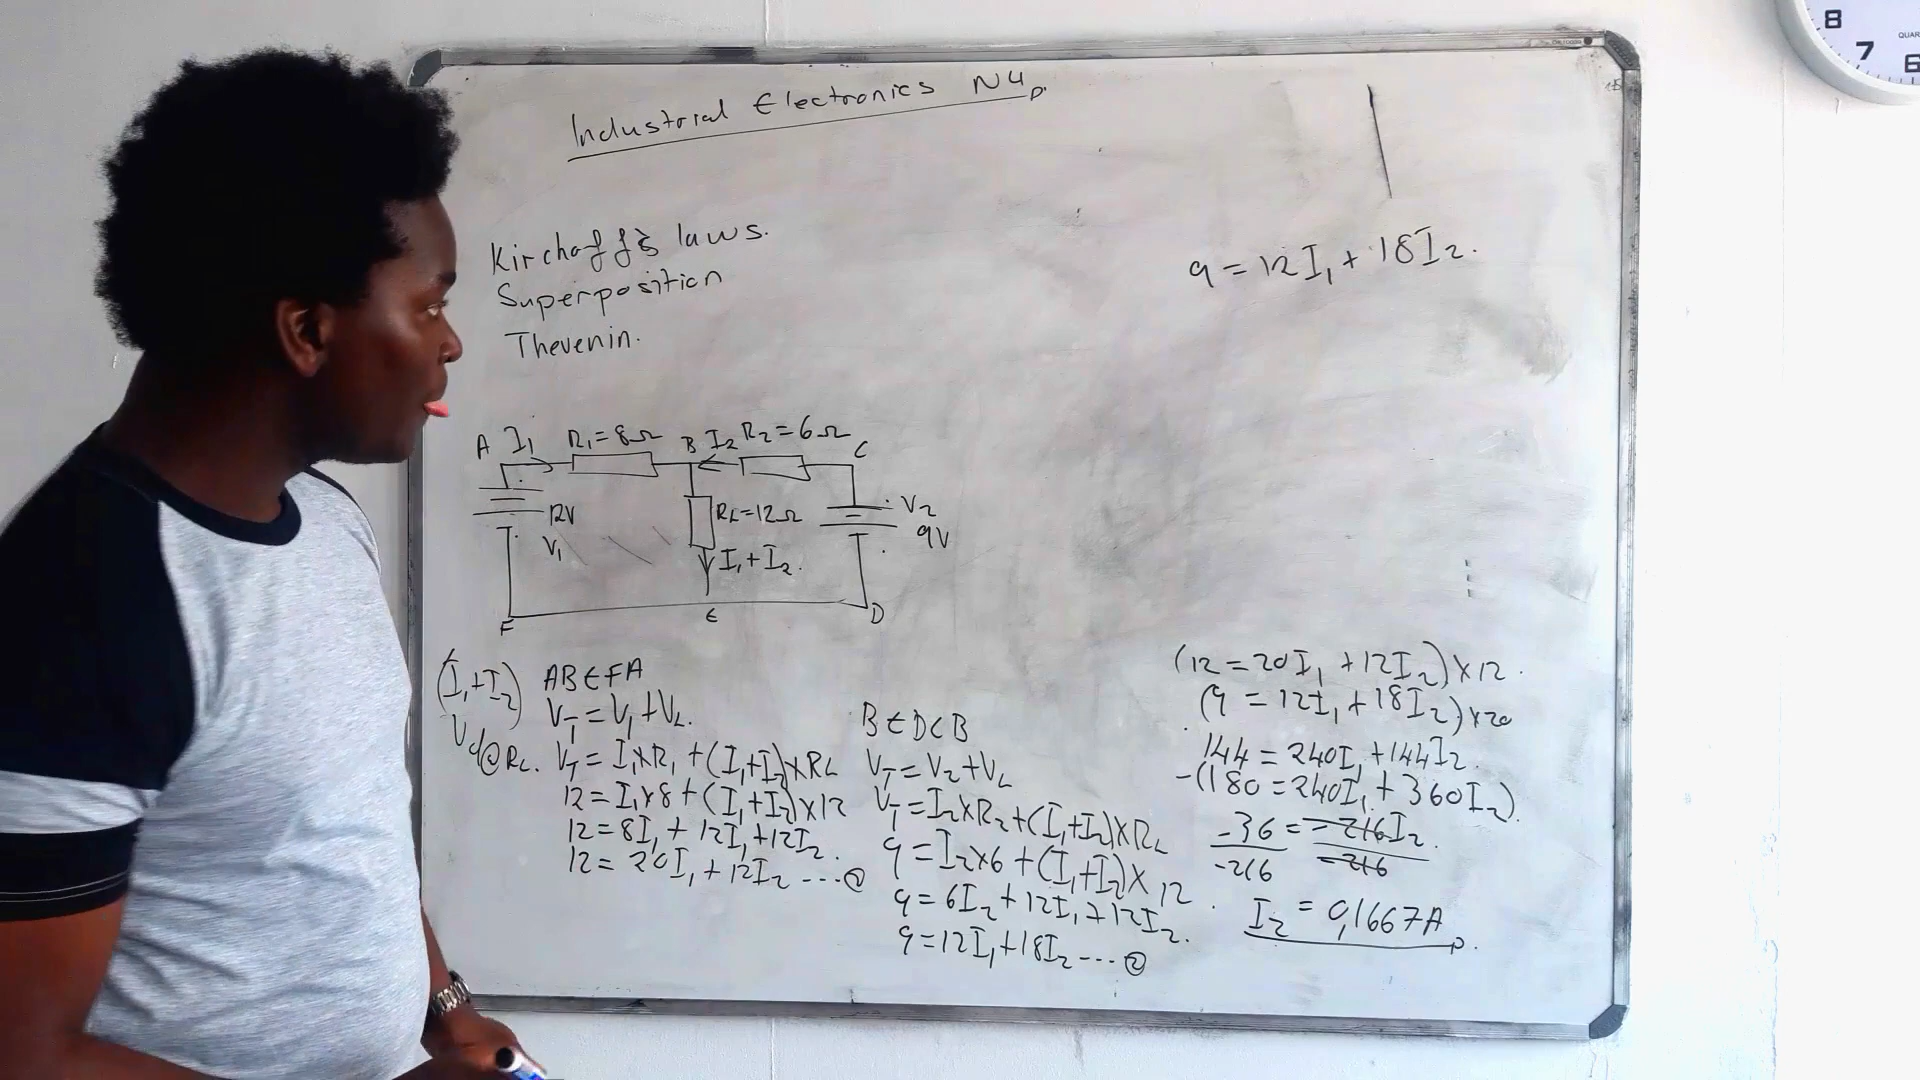 Industrial Electronics N4
Kirchoff's laws.
Superposition
Thevenin.
A I₁ R₁=8Ω B I₂ R₂=6Ω C
12V
V₁
RL=12Ω
I₁+I₂.
V₂
9V
F E D
(I₁+I₂)
Vd@RL.
ABEFA
VT=V₁+VL.
VT=I₁xR₁+(I₁+I₂)xRL
12=I₁x8+(I₁+I₂)x12
12=8I₁+12I₁+12I₂.
12=20I₁+12I₂ ---①
BEDCB
VT=V₂+VL
VT=I₂xR₂+(I₁+I₂)xRL
9=I₂x6+(I₁+I₂)x12
9=6I₂+12I₁+12I₂.
9=12I₁+18I₂---②
9=12I₁+18I₂.
(12=20I₁+12I₂)x12.
(9=12I₁+18I₂)x20
144=240I₁+144I₂.
-(180=240I₁+360I₂).
-36=-216I₂.
-216 -216
I₂=0,1667A
8
7
6
QUAR